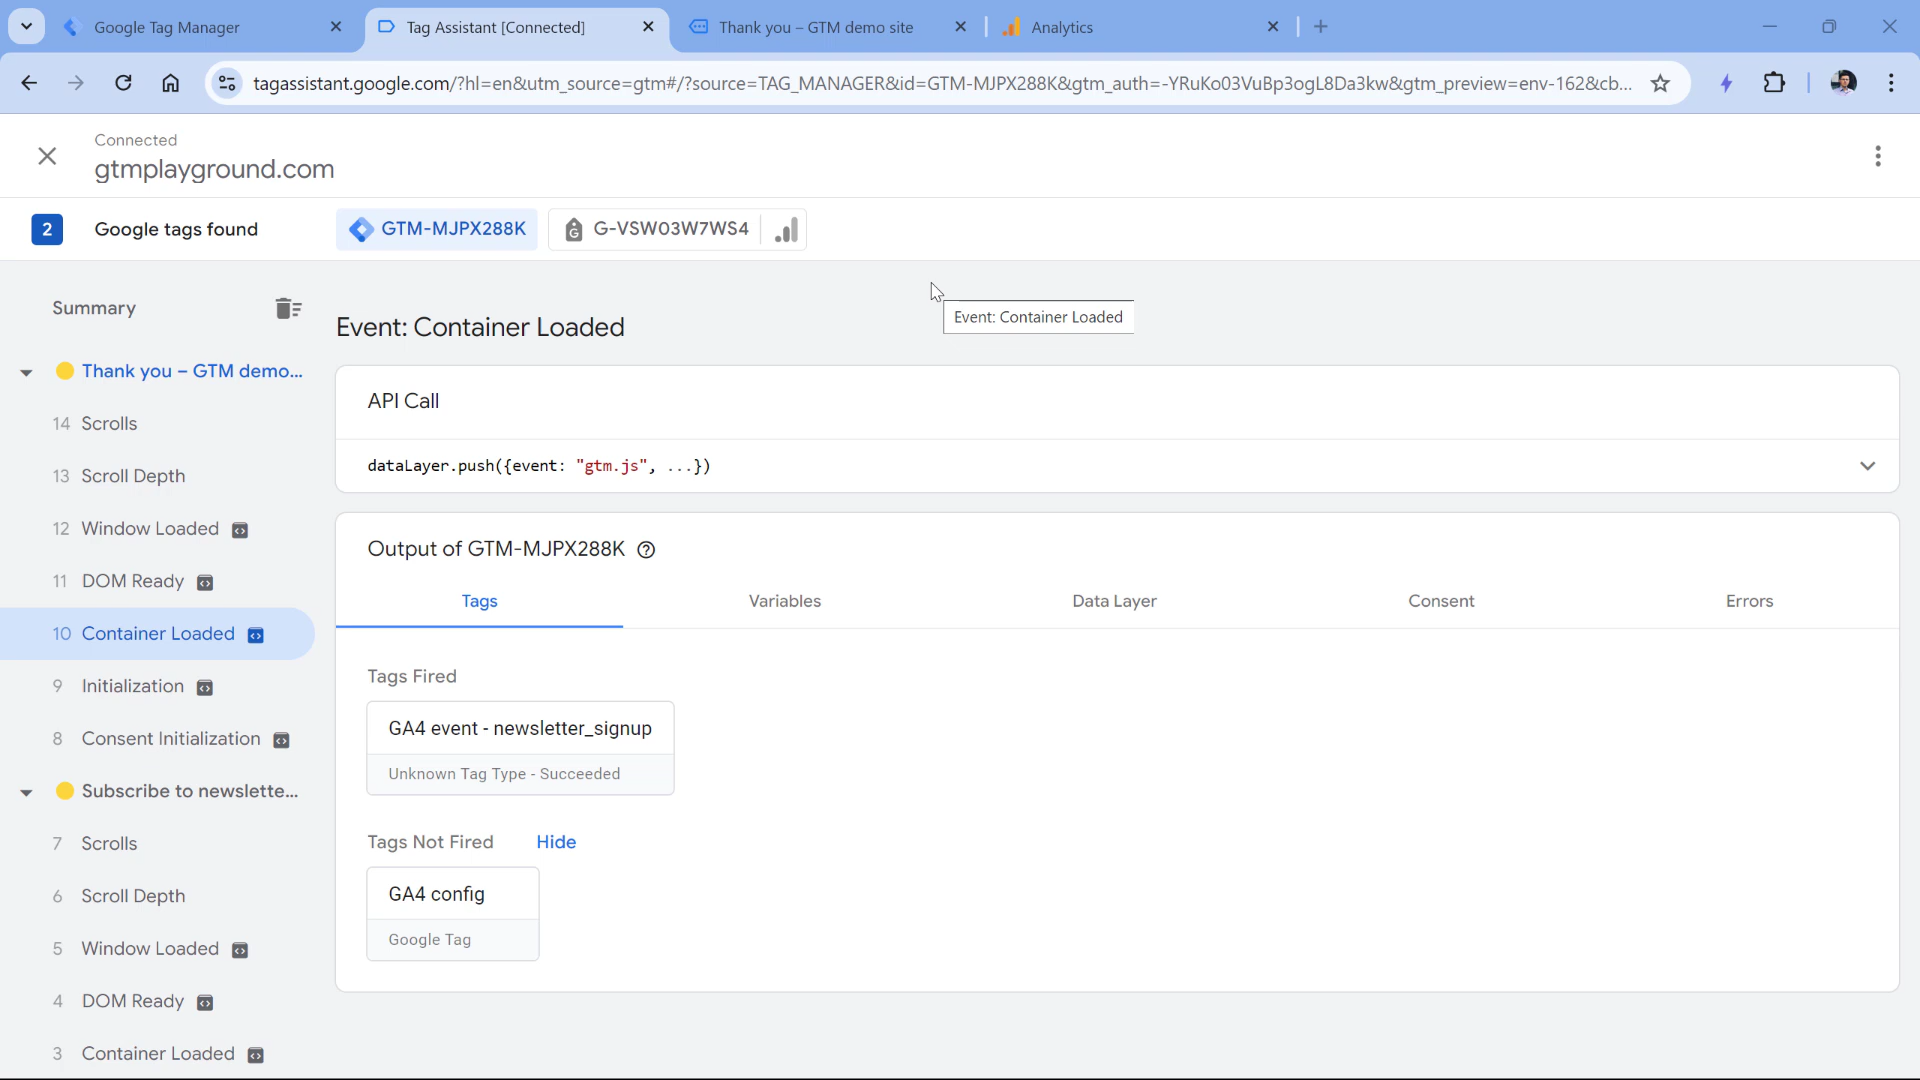 Google Tag Manager
Tag Assistant [Connected]
Thank you – GTM demo site
Analytics
tagassistant.google.com/?hl=en&utm_source=gtm#/?source=TAG_MANAGER&id=GTM-MJPX288K&gtm_auth=-YRuKo03VuBp3ogL8Da3kw&gtm_preview=env-162&cb...
Connected
gtmplayground.com
2 Google tags found
GTM-MJPX288K
G-VSW03W7WS4
Summary
Thank you – GTM demo...
14 Scrolls
13 Scroll Depth
12 Window Loaded
11 DOM Ready
10 Container Loaded
9 Initialization
8 Consent Initialization
Subscribe to newslette...
7 Scrolls
6 Scroll Depth
5 Window Loaded
4 DOM Ready
3 Container Loaded
Event: Container Loaded
Event: Container Loaded
API Call
dataLayer.push({event: "gtm.js", ...})
Output of GTM-MJPX288K
Tags
Variables
Data Layer
Consent
Errors
Tags Fired
GA4 event - newsletter_signup
Unknown Tag Type - Succeeded
Tags Not Fired Hide
GA4 config
Google Tag